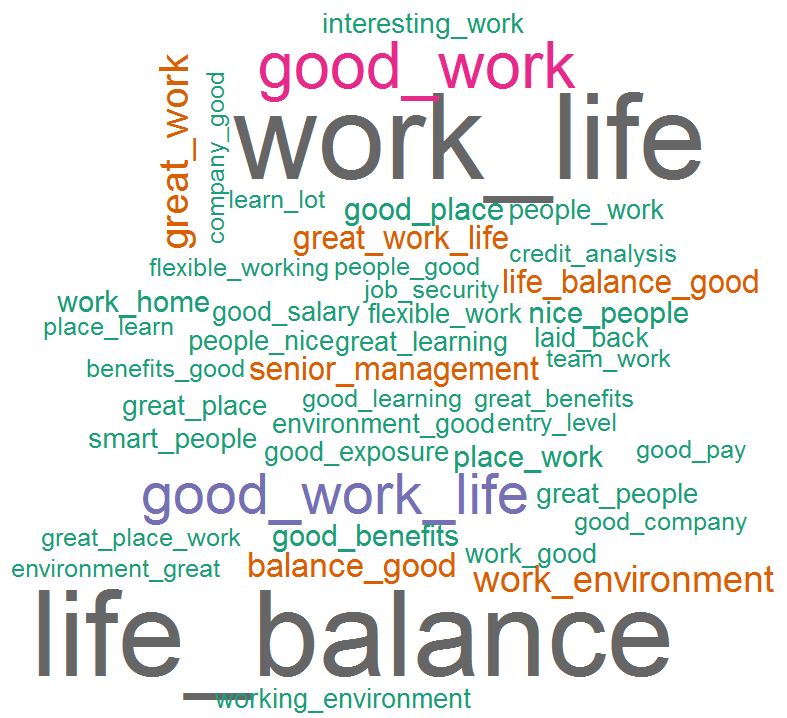 interesting_work
good_work
great_work
company_good
work_life
learn_lot
good_place people_work
great_work_life
credit_analysis
flexible_working people_good
life_balance_good
job_security
work_home good_salary flexible_work nice_people
place_learn
people_nice great_learning laid_back
benefits_good senior_management team_work
great_place good_learning great_benefits
environment_good entry_level
smart_people good_exposure place_work good_pay
good_work_life great_people
good_company
great_place_work good_benefits
environment_great balance_good work_good
work_environment
life_balance
working_environment